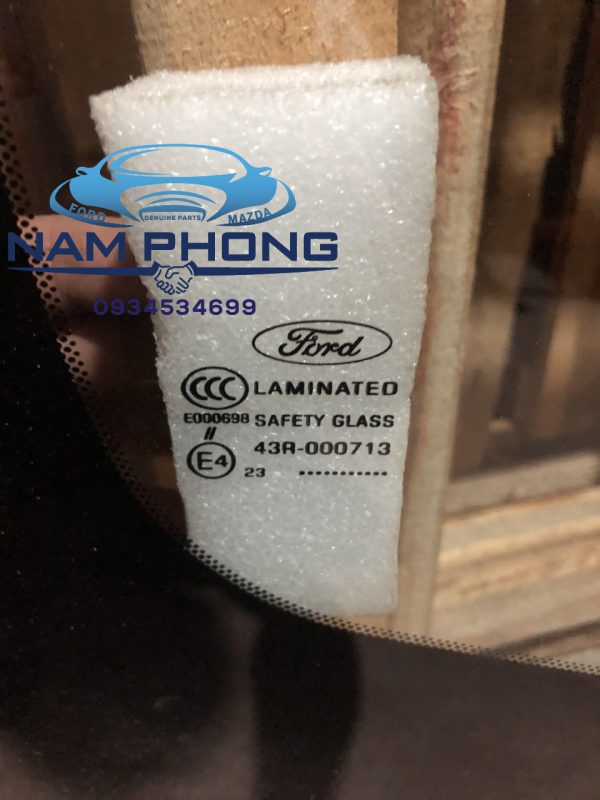 FORD
GENUINE PARTS
MAZDA
NAM PHONG
0934534699
Ford
CCC
LAMINATED
E000698 SAFETY GLASS
//
43R-000713
E4
23 ...........